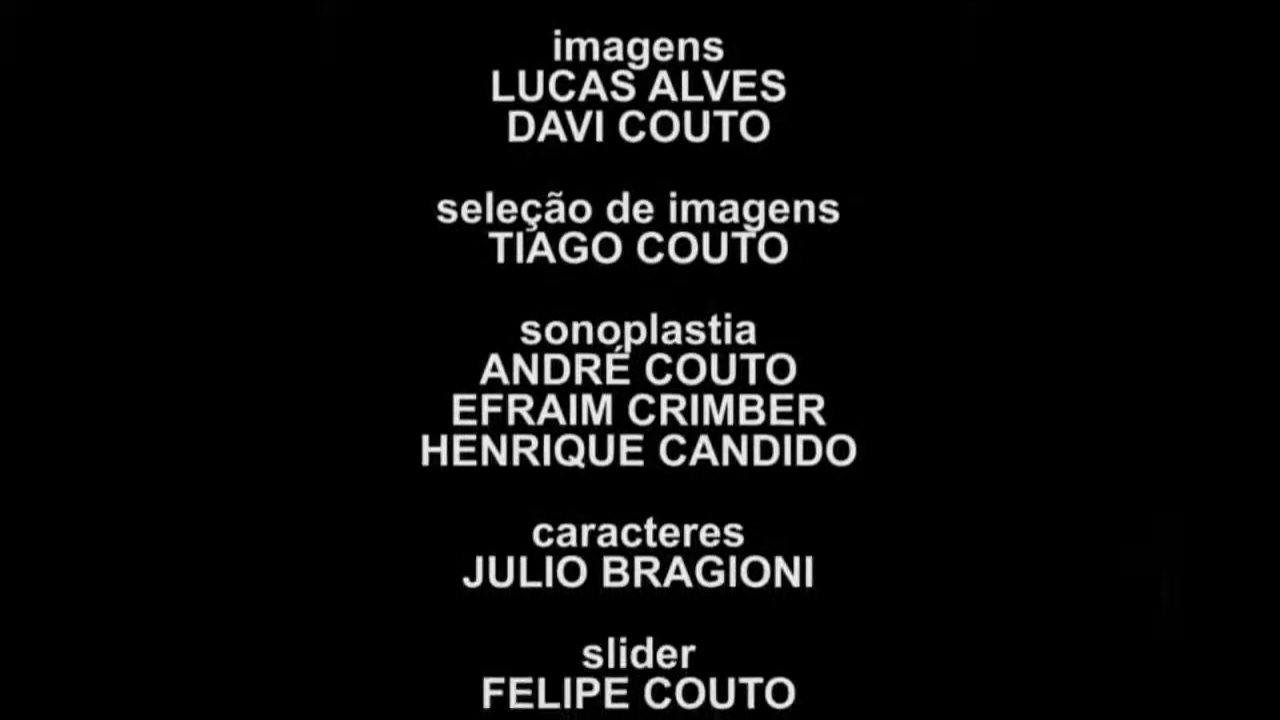 imagens
LUCAS ALVES
DAVI COUTO
seleção de imagens
TIAGO COUTO
sonoplastia
ANDRÉ COUTO
EFRAIM CRIMBER
HENRIQUE CANDIDO
caracteres
JULIO BRAGIONI
slider
FELIPE COUTO